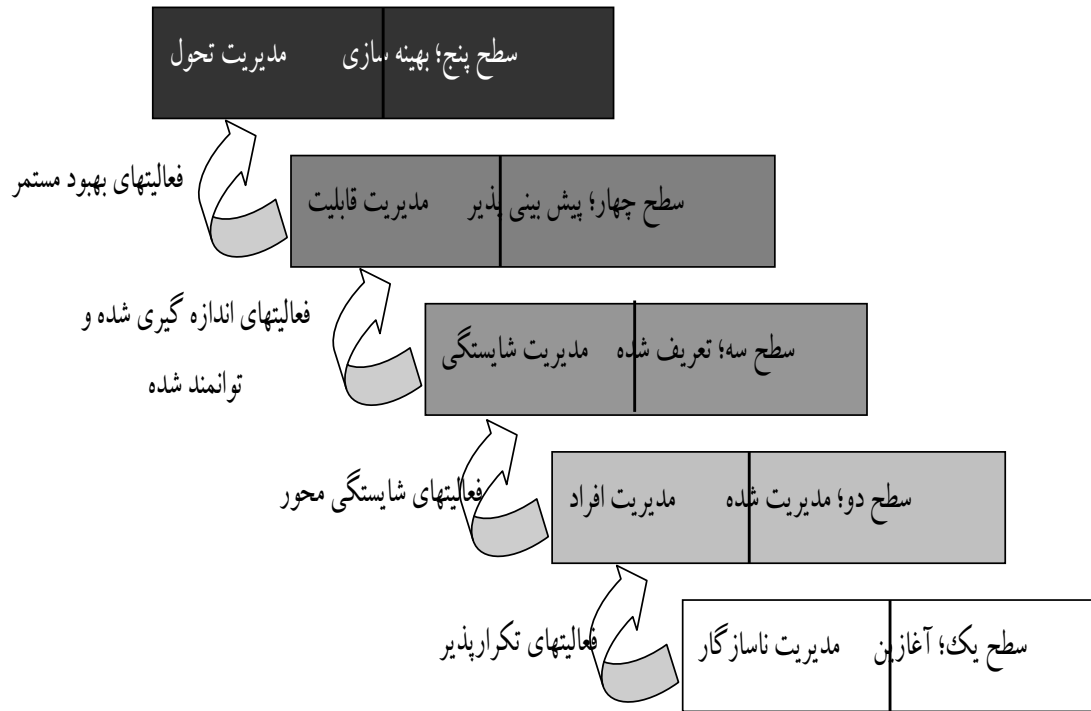 سطح پنج؛ بهینه سازی    مدیریت تحول
فعالیتهای بهبود مستمر
سطح چهار؛ پیش بینی پذیر    مدیریت قابلیت
فعالیتهای اندازه گیری شده و
توانمند شده
سطح سه؛ تعریف شده    مدیریت شایستگی
فعالیتهای شایستگی محور
سطح دو؛ مدیریت شده    مدیریت افراد
فعالیتهای تکرارپذیر
سطح یک؛ آغازین    مدیریت ناسازگار